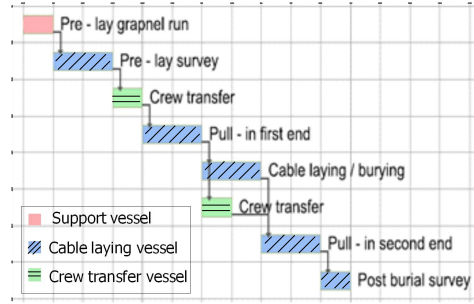 Pre - lay grapnel run
Pre - lay survey
Crew transfer
Pull - in first end
Cable laying / burying
Crew transfer
Pull - in second end
Post burial survey
Support vessel
Cable laying vessel
Crew transfer vessel